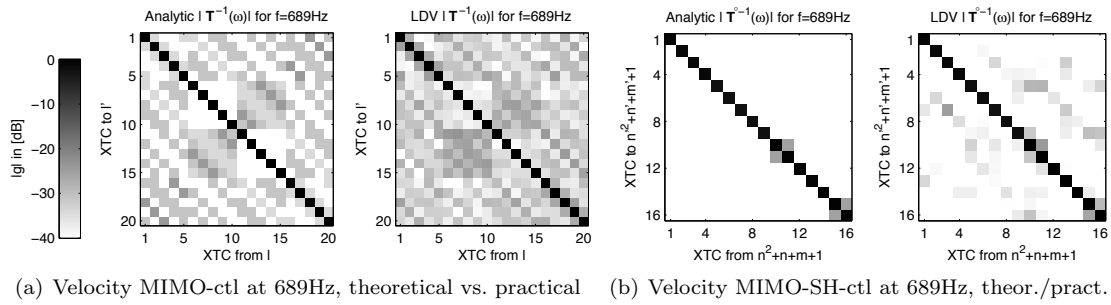 Analytic | T⁻¹(ω)| for f=689Hz
LDV | T⁻¹(ω)| for f=689Hz
Analytic | T°⁻¹(ω)| for f=689Hz
LDV | T°⁻¹(ω)| for f=689Hz
|g| in [dB]
0
−10
−20
−30
−40
XTC to l'
1
5
10
15
20
1 5 10 15 20
XTC from l
XTC to l'
1
5
10
15
20
1 5 10 15 20
XTC from l
XTC to n'²+n'+m'+1
1
4
8
12
16
1 4 8 12 16
XTC from n²+n+m+1
XTC to n'²+n'+m'+1
1
4
8
12
16
1 4 8 12 16
XTC from n²+n+m+1
(a) Velocity MIMO-ctl at 689Hz, theoretical vs. practical
(b) Velocity MIMO-SH-ctl at 689Hz, theor./pract.